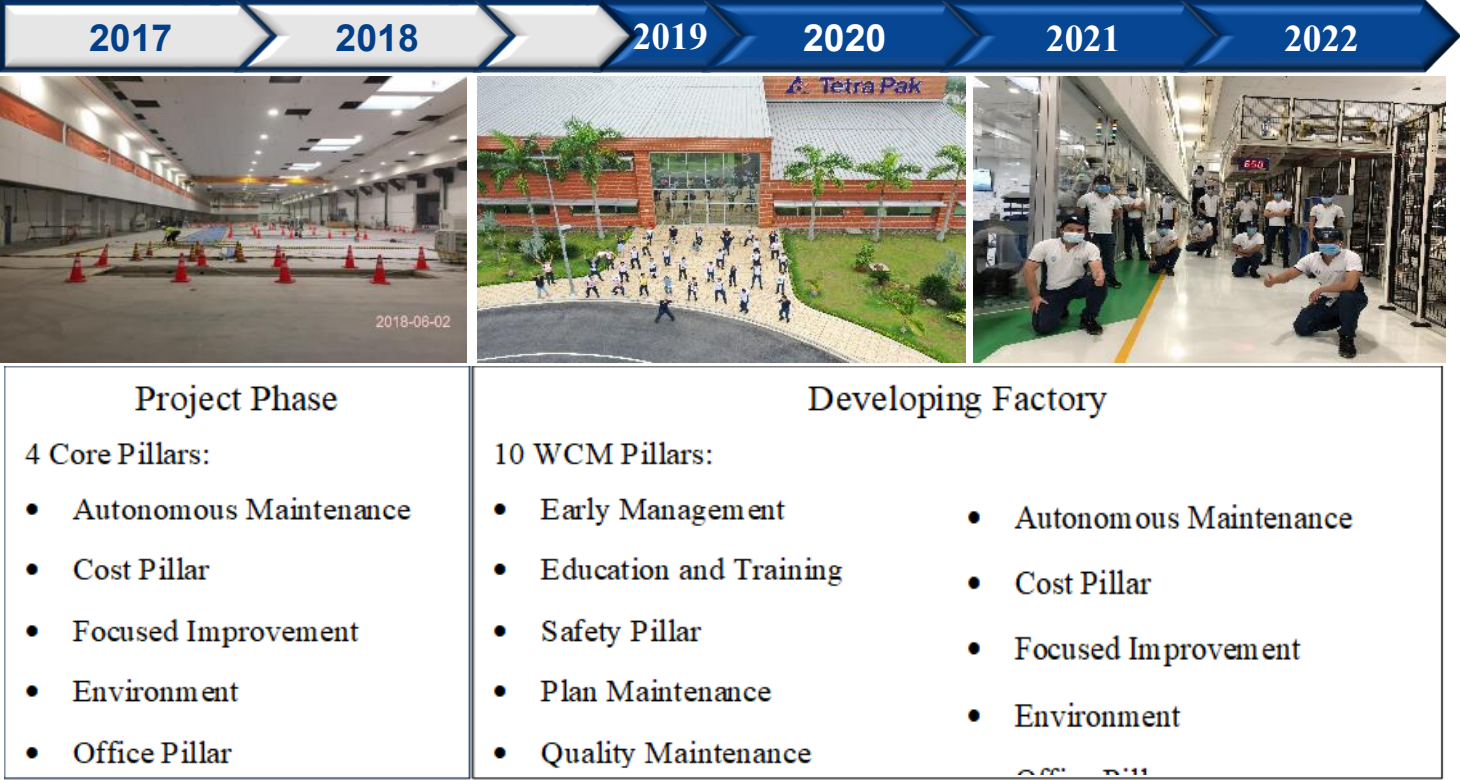 2017
2018
2019
2020
2021
2022
Tetra Pak
650
2018-06-02
Project Phase
4 Core Pillars:
• Autonomous Maintenance
• Cost Pillar
• Focused Improvement
• Environment
• Office Pillar
Developing Factory
10 WCM Pillars:
• Early Management
• Education and Training
• Safety Pillar
• Plan Maintenance
• Quality Maintenance
• Autonomous Maintenance
• Cost Pillar
• Focused Improvement
• Environment